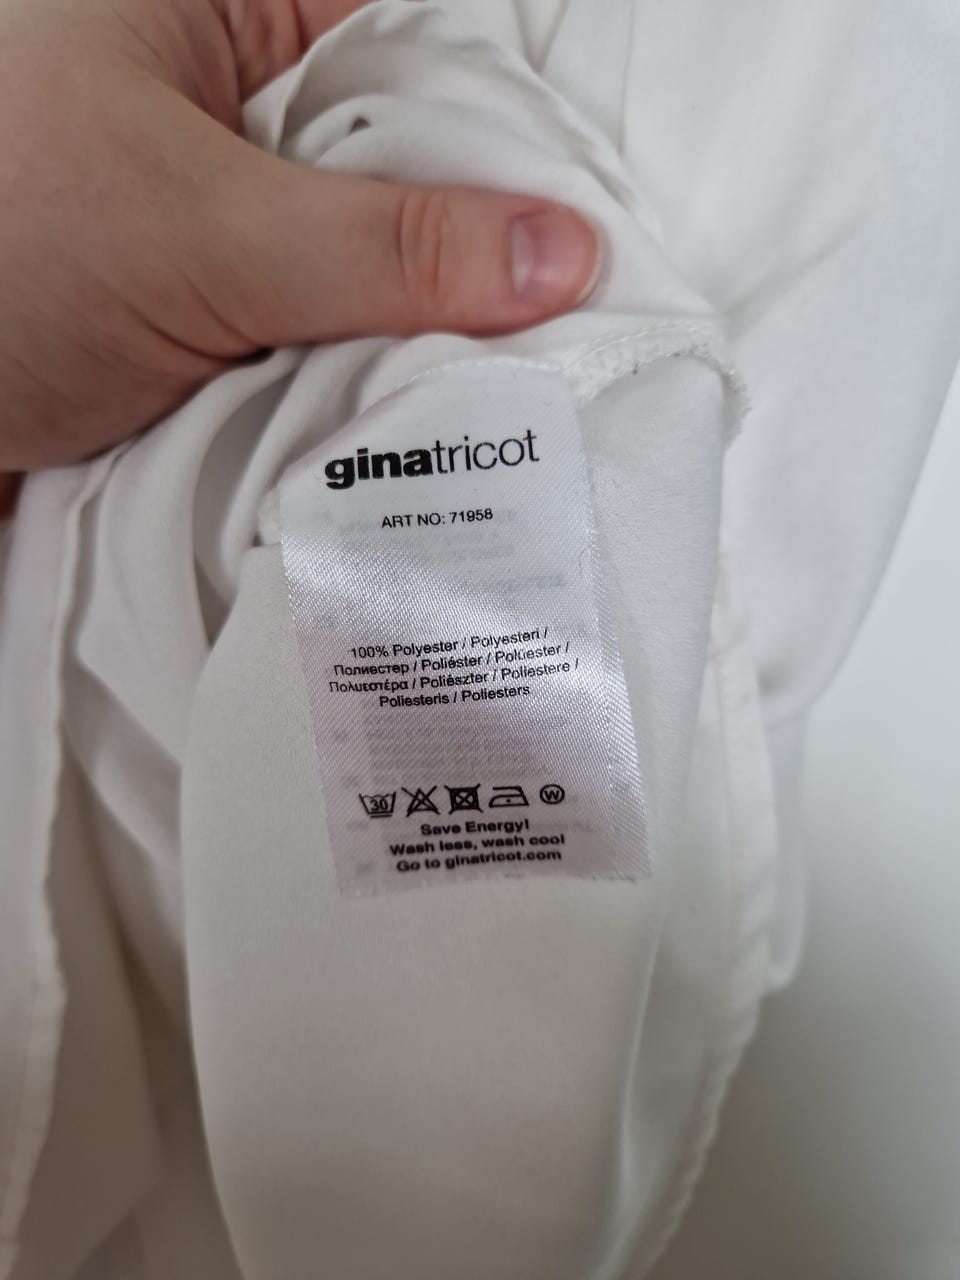 ginatricot
ART NO: 71958
100% Polyester / Polyesteri /
Полиестер / Poliéster / Poliester /
Πολυεστέρα / Poliészter / Poliestere /
Poliesteris / Poliesters
30 W
Save Energy!
Wash less, wash cool
Go to ginatricot.com